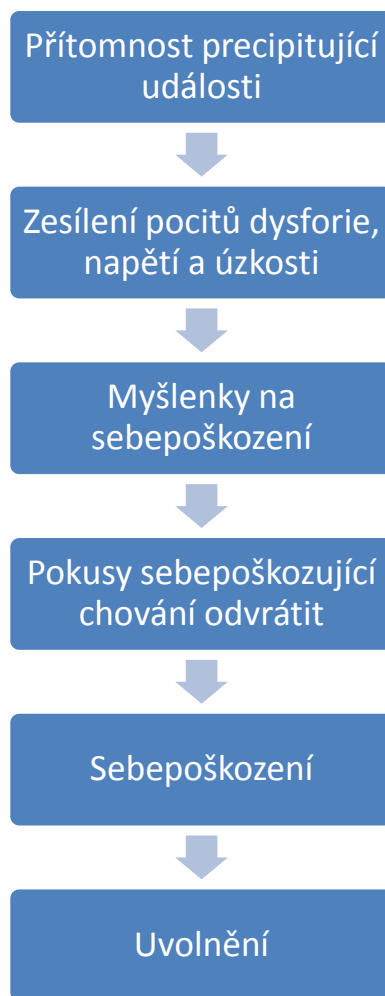 Přítomnost precipitující
události
Zesílení pocitů dysforie,
napětí a úzkosti
Myšlenky na
sebepoškození
Pokusy sebepoškozující
chování odvrátit
Sebepoškození
Uvolnění